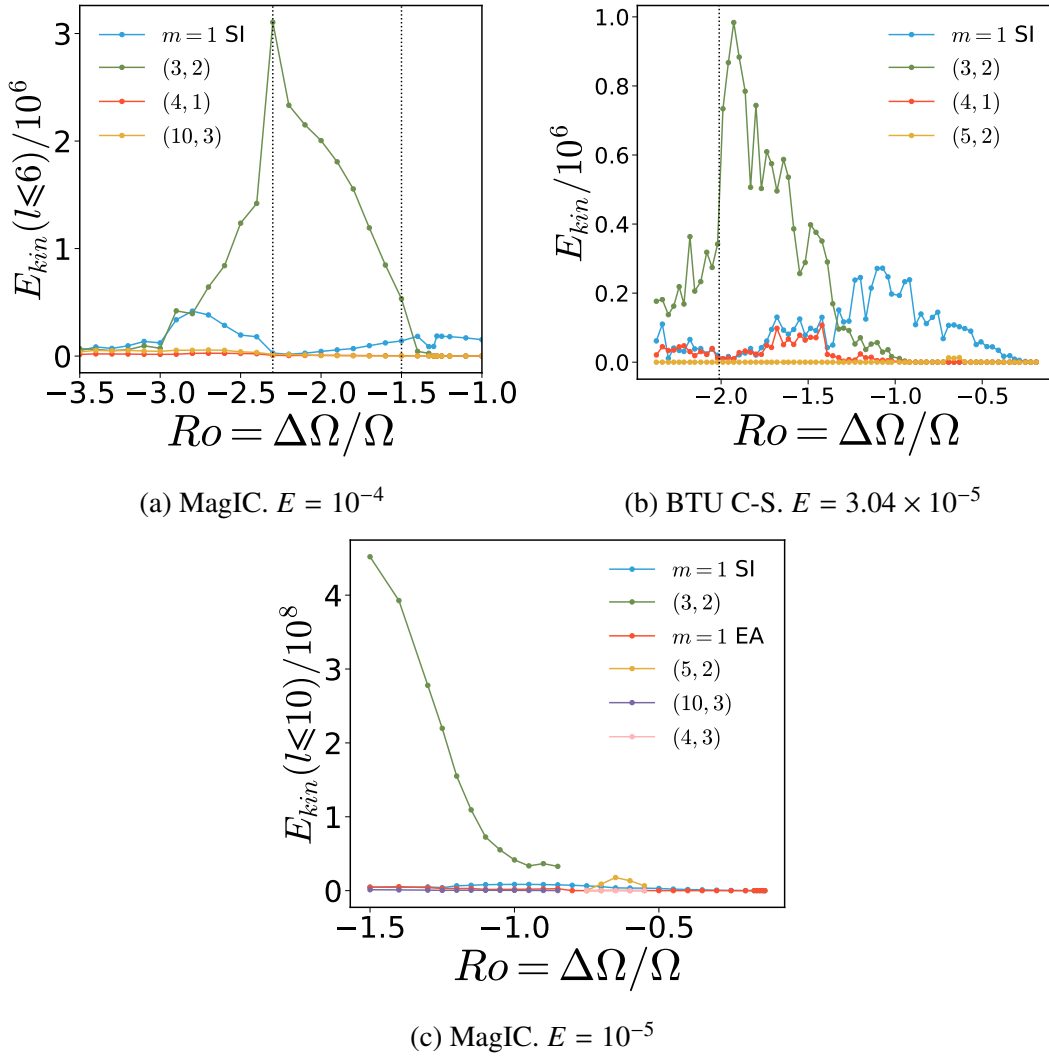 m = 1 SI
(3, 2)
(4, 1)
(10, 3)
3
2
1
0
E_kin(l⩽6)/10^6
−3.5 −3.0 −2.5 −2.0 −1.5 −1.0
Ro = ΔΩ/Ω
(a) MagIC. E = 10^−4
m = 1 SI
(3, 2)
(4, 1)
(5, 2)
1.0
0.8
0.6
0.4
0.2
0.0
E_kin/10^6
−2.0 −1.5 −1.0 −0.5
Ro = ΔΩ/Ω
(b) BTU C-S. E = 3.04 × 10^−5
m = 1 SI
(3, 2)
m = 1 EA
(5, 2)
(10, 3)
(4, 3)
4
3
2
1
0
E_kin(l⩽10)/10^8
−1.5 −1.0 −0.5
Ro = ΔΩ/Ω
(c) MagIC. E = 10^−5